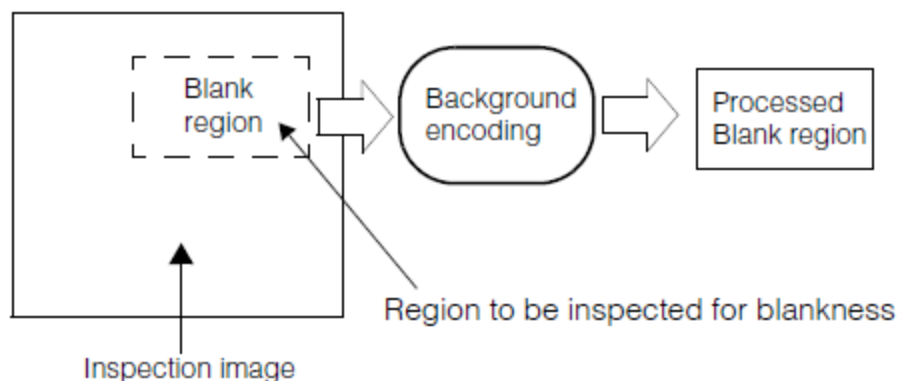 Blank
region
Background
encoding
Processed
Blank region
Region to be inspected for blankness
Inspection image